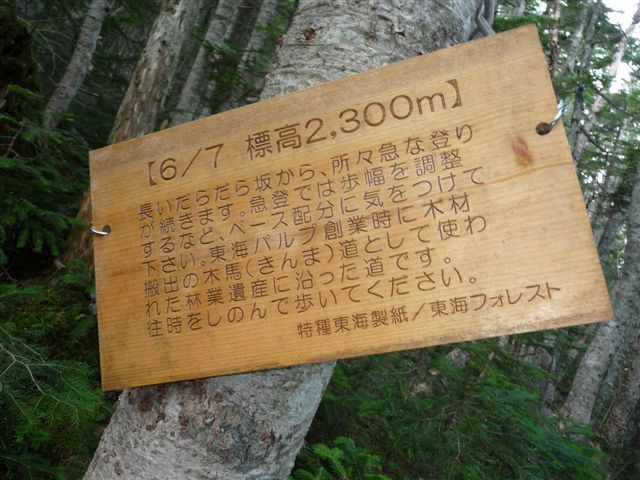 【6/7 標高2,300m】
長いだらだら坂から、所々急な登り
が続きます。急登では歩幅を調整
するなど、ペース配分に気をつけて
下さい。東海パルプ創業時に木材
搬出の木馬(きんま)道として使わ
れた林業遺産に沿った道です。
往時をしのんで歩いてください。
特種東海製紙/東海フォレスト